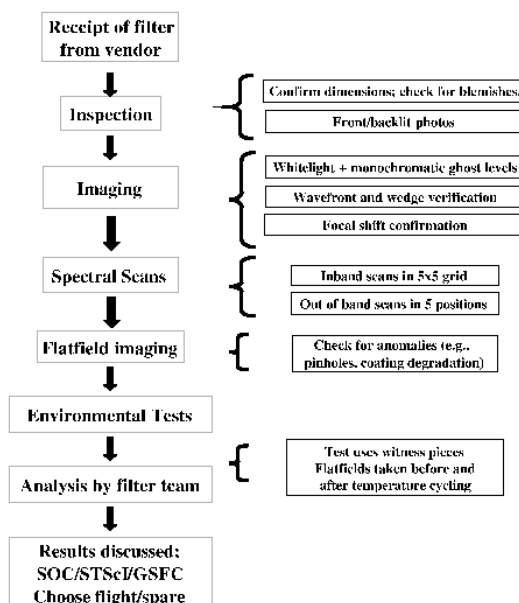 Receipt of filter
from vendor
Inspection
Confirm dimensions; check for blemishes.
Front/backlit photos
Imaging
Whitelight + monochromatic ghost levels
Wavefront and wedge verification
Focal shift confirmation
Spectral Scans
Inband scans in 5x5 grid
Out of band scans in 5 positions
Flatfield imaging
Check for anomalies (e.g.,
pinholes, coating degradation)
Environmental Tests
Test uses witness pieces
Flatfields taken before and
after temperature cycling
Analysis by filter team
Results discussed:
SOC/STScI/GSFC
Choose flight/spare